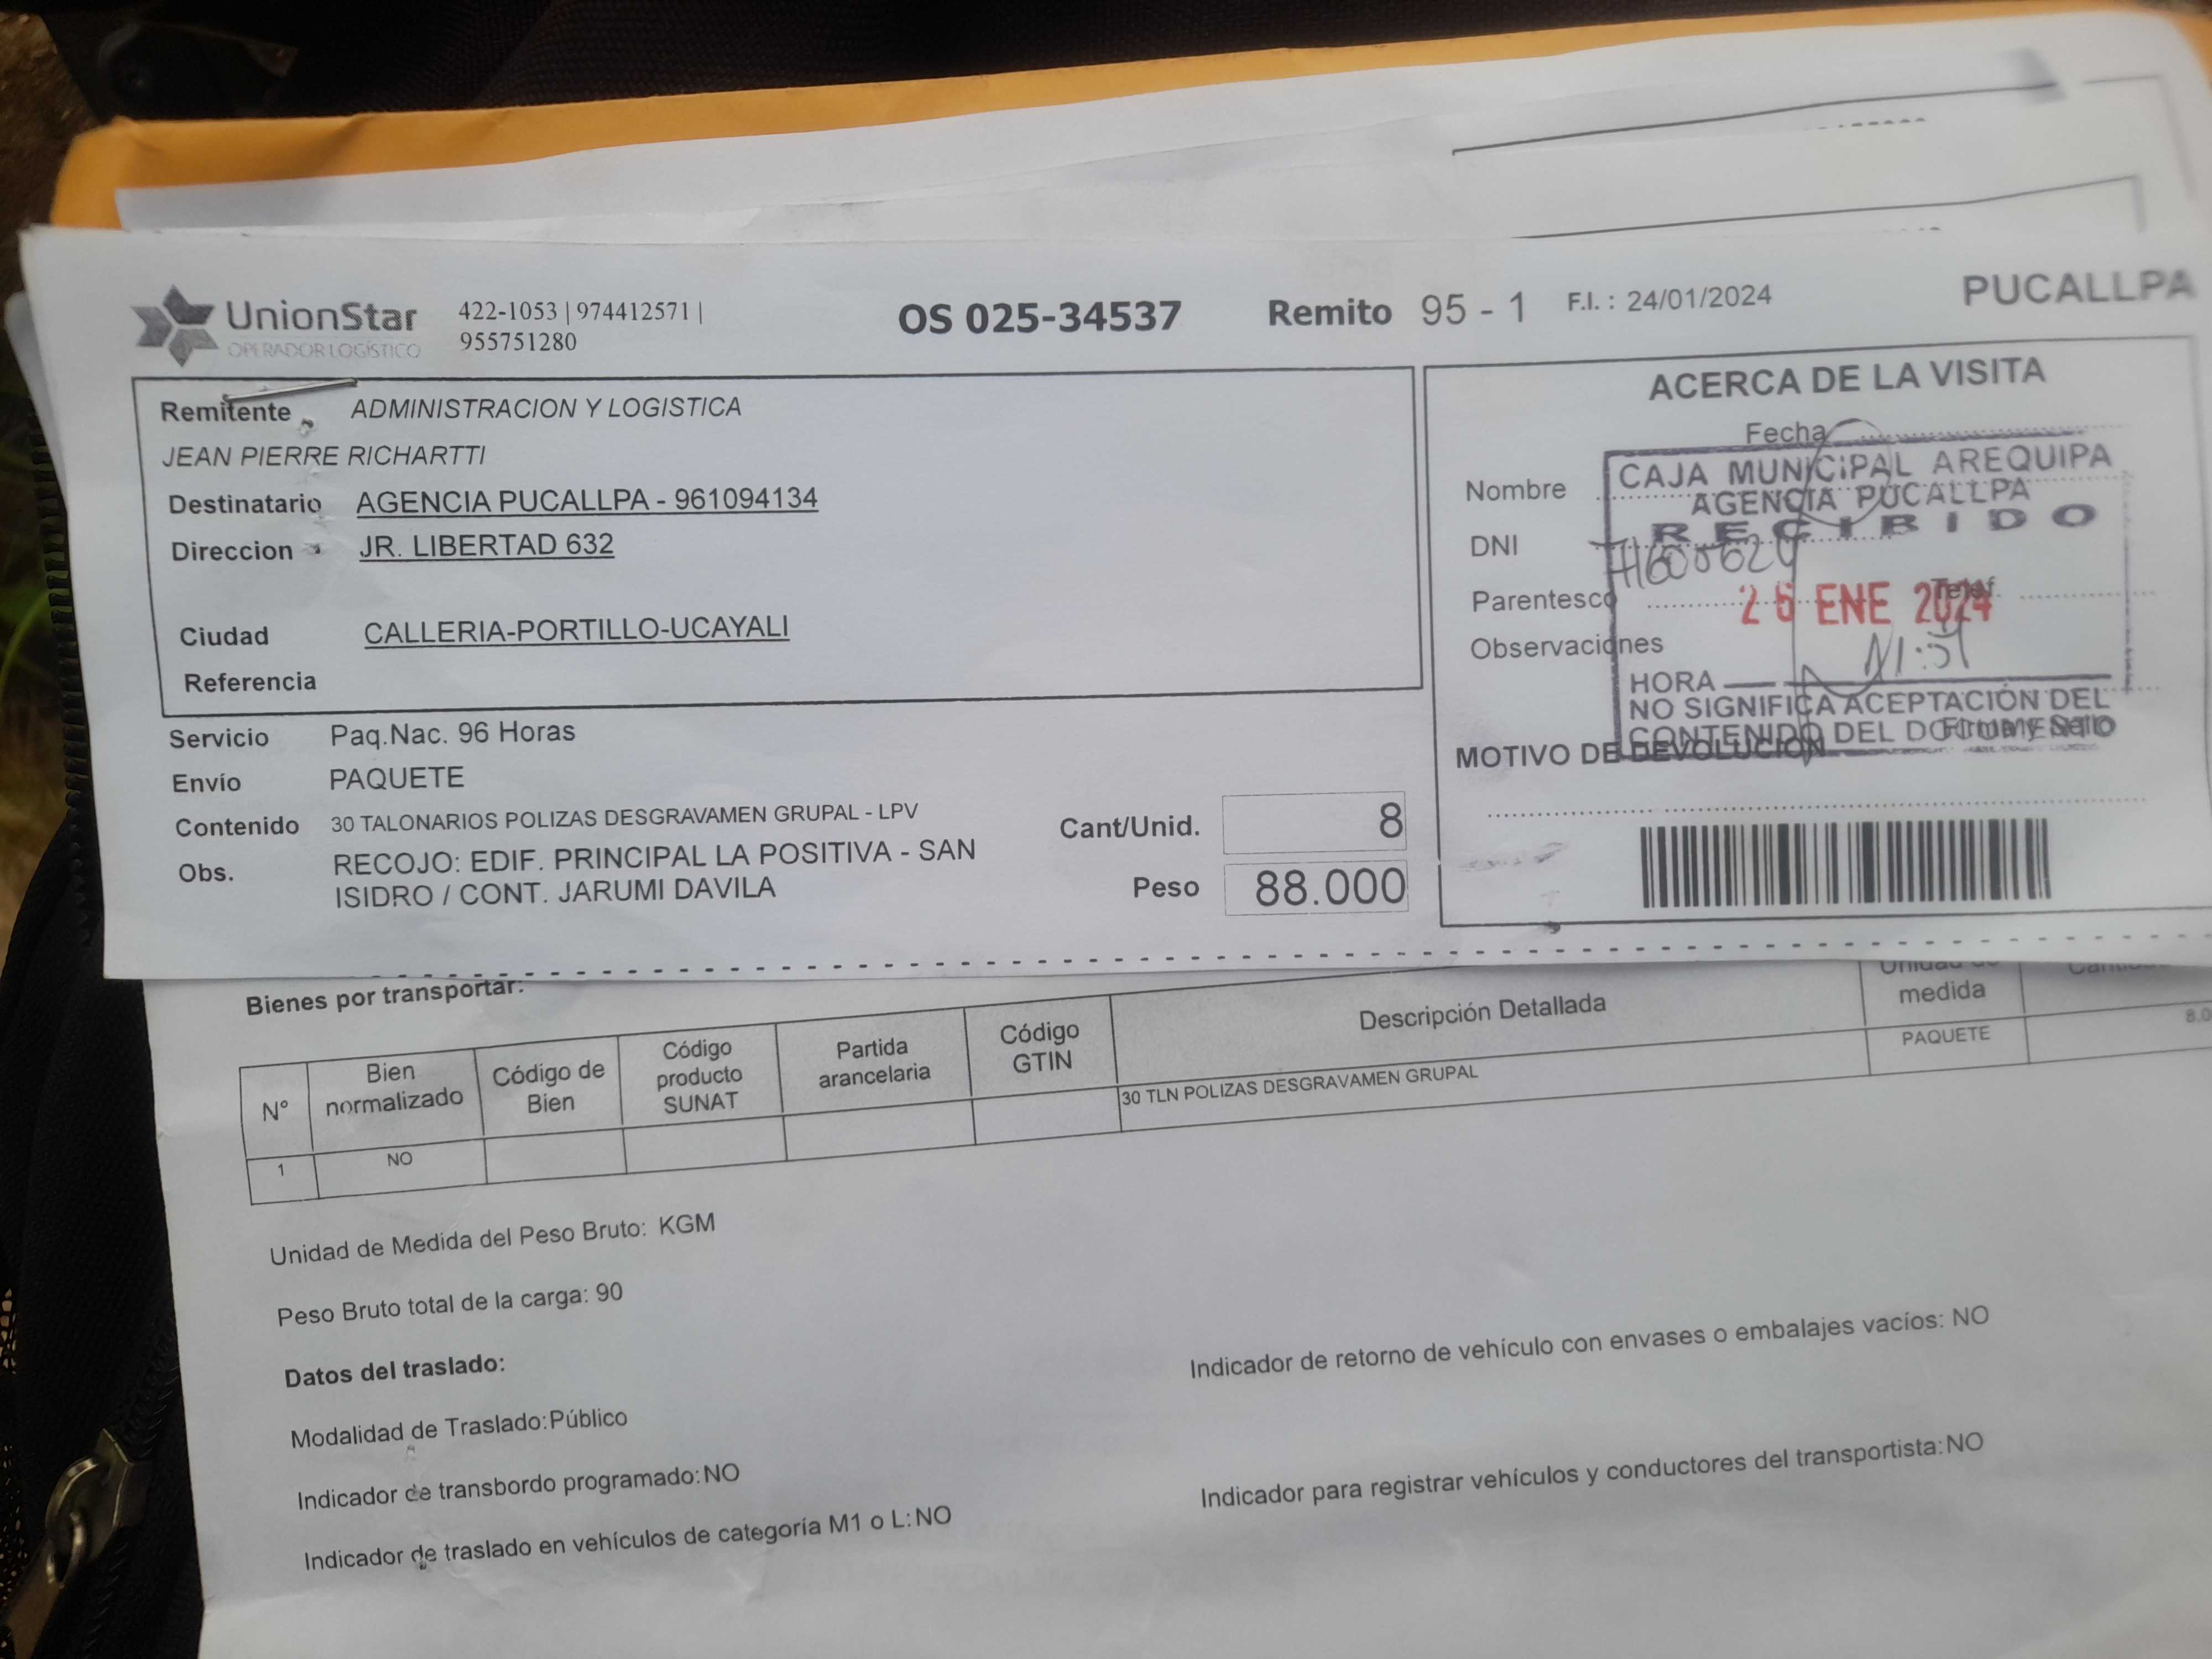 UnionStar
OPERADOR LOGÍSTICO
422-1053 | 974412571 |
955751280
OS 025-34537
Remito 95 - 1
F.I. : 24/01/2024
PUCALLPA
Remitente ADMINISTRACION Y LOGISTICA
JEAN PIERRE RICHARTTI
Destinatario AGENCIA PUCALLPA - 961094134
Direccion JR. LIBERTAD 632
Ciudad CALLERIA-PORTILLO-UCAYALI
Referencia
Servicio Paq.Nac. 96 Horas
Envío PAQUETE
Contenido 30 TALONARIOS POLIZAS DESGRAVAMEN GRUPAL - LPV
Obs. RECOJO: EDIF. PRINCIPAL LA POSITIVA - SAN
ISIDRO / CONT. JARUMI DAVILA
Cant/Unid. 8
Peso 88.000
ACERCA DE LA VISITA
Fecha
Nombre
DNI
Parentesco
Telef.
Observaciones
Firma y Sello
MOTIVO DE DEVOLUCION
CAJA MUNICIPAL AREQUIPA
AGENCIA PUCALLPA
RECIBIDO
ENE 2024
HORA
NO SIGNIFICA ACEPTACIÓN DEL
CONTENIDO DEL DOCUMENTO
Bienes por transportar:
N°
Bien
normalizado
Código de
Bien
Código
producto
SUNAT
Partida
arancelaria
Código
GTIN
Descripción Detallada
Unidad de
medida
1
NO
30 TLN POLIZAS DESGRAVAMEN GRUPAL
PAQUETE
8.0
Unidad de Medida del Peso Bruto: KGM
Peso Bruto total de la carga: 90
Datos del traslado:
Modalidad de Traslado:Público
Indicador de transbordo programado:NO
Indicador de traslado en vehículos de categoría M1 o L:NO
Indicador de retorno de vehículo con envases o embalajes vacíos: NO
Indicador para registrar vehículos y conductores del transportista:NO